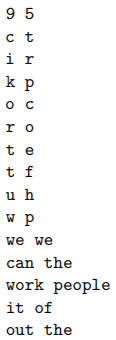 9 5
c t
i r
k p
o c
r o
t e
t f
u h
w p
we we
can the
work people
it of
out the